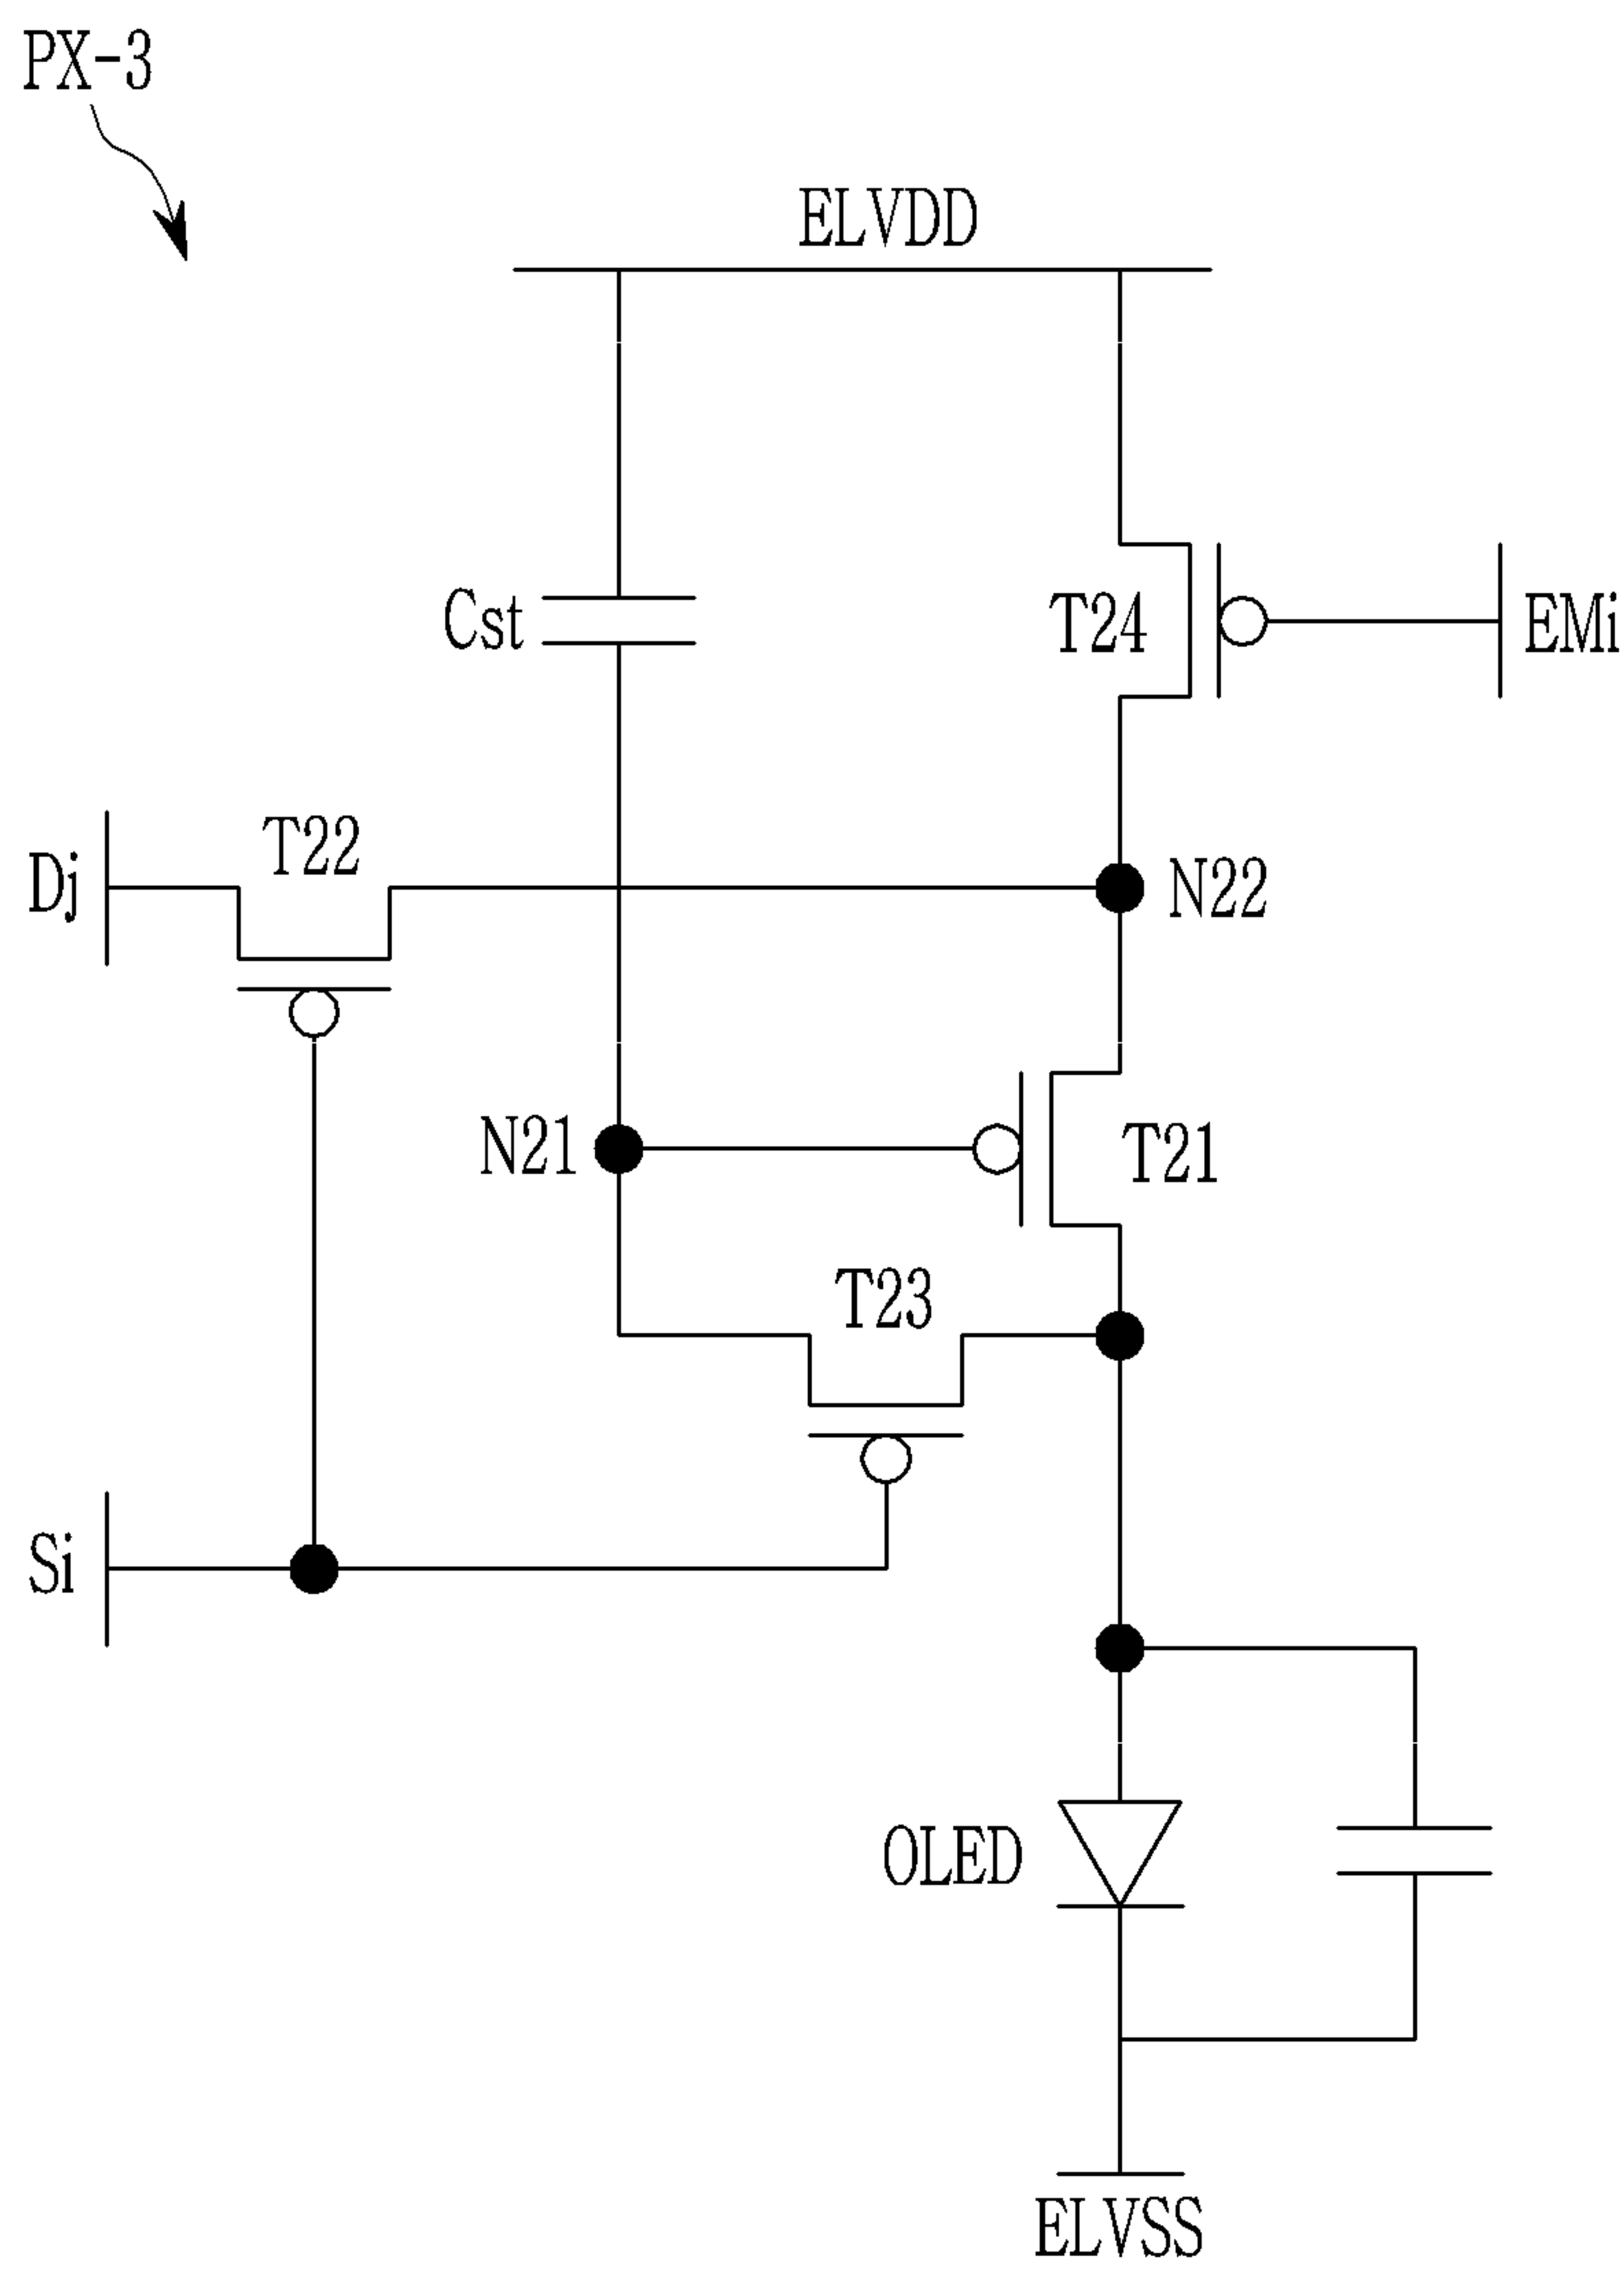 PX-3
ELVDD
Cst
T24
EMi
T22
Dj
N22
N21
T21
T23
Si
OLED
ELVSS